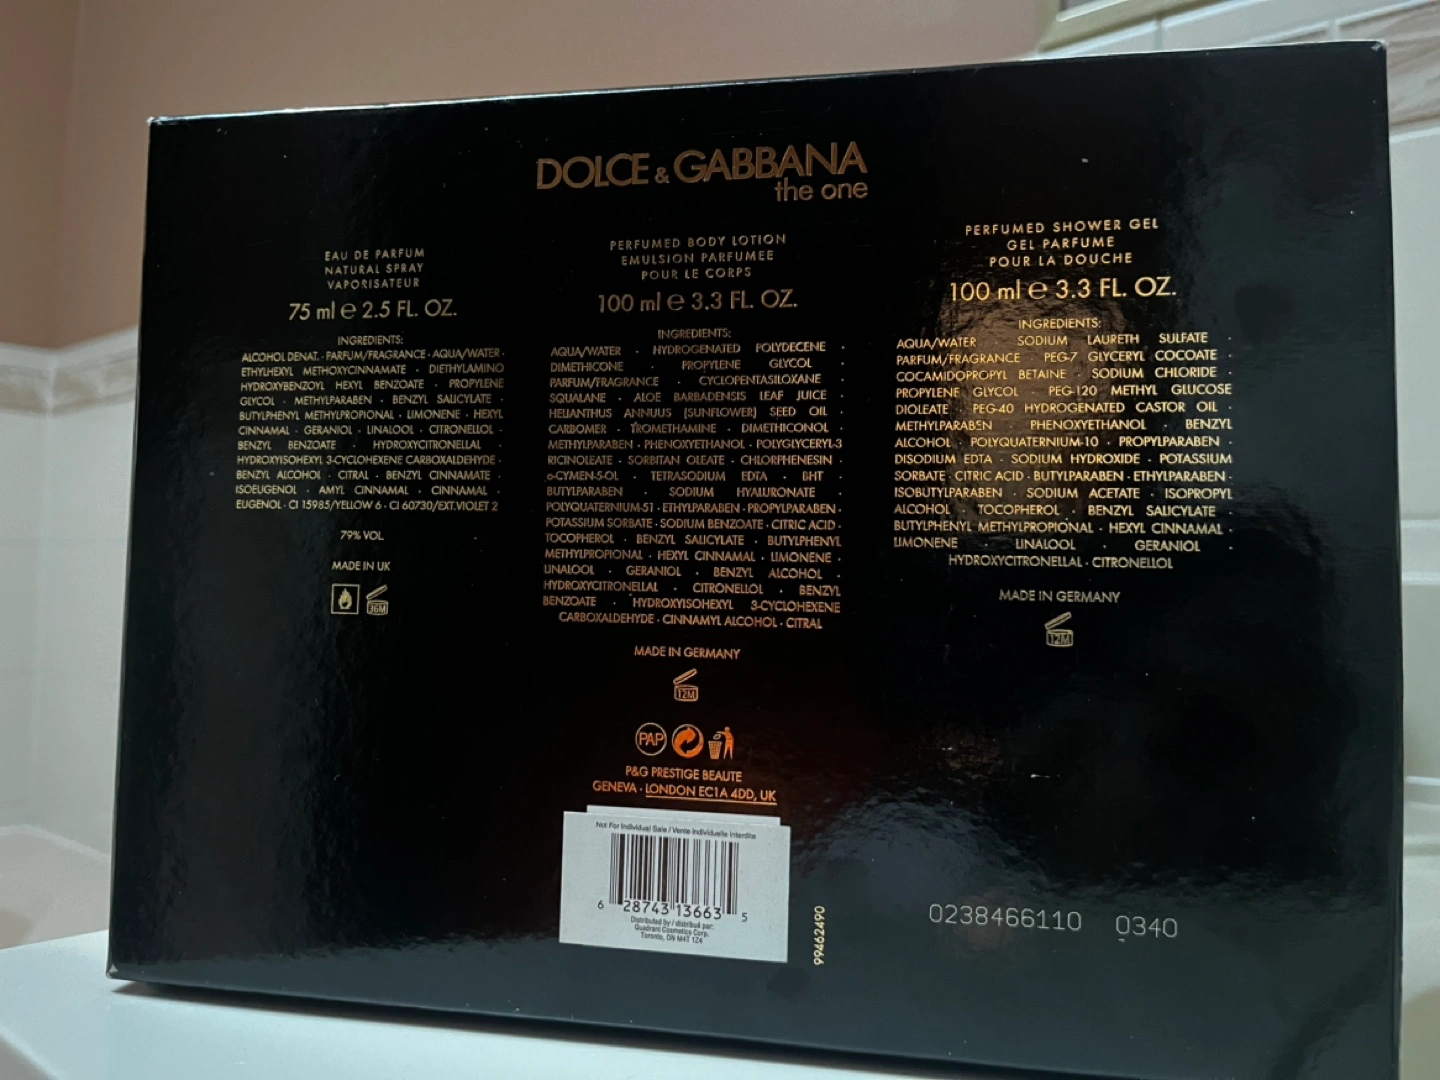 DOLCE & GABBANA
the one
EAU DE PARFUM
NATURAL SPRAY
VAPORISATEUR
75 ml e 2.5 FL. OZ.
INGREDIENTS:
ALCOHOL DENAT. · PARFUM/FRAGRANCE · AQUA/WATER ·
ETHYLHEXYL METHOXYCINNAMATE · DIETHYLAMINO
HYDROXYBENZOYL HEXYL BENZOATE · PROPYLENE
GLYCOL · METHYLPARABEN · BENZYL SALICYLATE ·
BUTYLPHENYL METHYLPROPIONAL · LIMONENE · HEXYL
CINNAMAL · GERANIOL · LINALOOL · CITRONELLOL ·
BENZYL BENZOATE · HYDROXYCITRONELLAL ·
HYDROXYISOHEXYL 3-CYCLOHEXENE CARBOXALDEHYDE ·
BENZYL ALCOHOL · CITRAL · BENZYL CINNAMATE ·
ISOEUGENOL · AMYL CINNAMAL · CINNAMAL ·
EUGENOL · CI 15985/YELLOW 6 · CI 60730/EXT.VIOLET 2
79% VOL
MADE IN UK
36M
PERFUMED BODY LOTION
EMULSION PARFUMEE
POUR LE CORPS
100 ml e 3.3 FL. OZ.
INGREDIENTS:
AQUA/WATER · HYDROGENATED POLYDECENE ·
DIMETHICONE · PROPYLENE GLYCOL ·
PARFUM/FRAGRANCE · CYCLOPENTASILOXANE ·
SQUALANE · ALOE BARBADENSIS LEAF JUICE ·
HELIANTHUS ANNUUS (SUNFLOWER) SEED OIL ·
CARBOMER · TROMETHAMINE · DIMETHICONOL ·
METHYLPARABEN · PHENOXYETHANOL · POLYGLYCERYL-3
RICINOLEATE · SORBITAN OLEATE · CHLORPHENESIN ·
o-CYMEN-5-OL · TETRASODIUM EDTA · BHT ·
BUTYLPARABEN · SODIUM HYALURONATE ·
POLYQUATERNIUM-51 · ETHYLPARABEN · PROPYLPARABEN ·
POTASSIUM SORBATE · SODIUM BENZOATE · CITRIC ACID ·
TOCOPHEROL · BENZYL SALICYLATE · BUTYLPHENYL
METHYLPROPIONAL · HEXYL CINNAMAL · LIMONENE ·
LINALOOL · GERANIOL · BENZYL ALCOHOL ·
HYDROXYCITRONELLAL · CITRONELLOL · BENZYL
BENZOATE · HYDROXYISOHEXYL 3-CYCLOHEXENE
CARBOXALDEHYDE · CINNAMYL ALCOHOL · CITRAL
MADE IN GERMANY
12M
PAP
P&G PRESTIGE BEAUTE
GENEVA · LONDON EC1A 4DD, UK
Not For Individual Sale / Vente Individuelle Interdite
6 28743 13663 5
Distributed by / distribué par:
Quadrant Cosmetics Corp.
Toronto, ON M4T 1Z4
99462490
PERFUMED SHOWER GEL
GEL PARFUME
POUR LA DOUCHE
100 ml e 3.3 FL. OZ.
INGREDIENTS:
AQUA/WATER · SODIUM LAURETH SULFATE ·
PARFUM/FRAGRANCE · PEG-7 GLYCERYL COCOATE ·
COCAMIDOPROPYL BETAINE · SODIUM CHLORIDE ·
PROPYLENE GLYCOL · PEG-120 METHYL GLUCOSE
DIOLEATE · PEG-40 HYDROGENATED CASTOR OIL ·
METHYLPARABEN · PHENOXYETHANOL · BENZYL
ALCOHOL · POLYQUATERNIUM-10 · PROPYLPARABEN ·
DISODIUM EDTA · SODIUM HYDROXIDE · POTASSIUM
SORBATE · CITRIC ACID · BUTYLPARABEN · ETHYLPARABEN ·
ISOBUTYLPARABEN · SODIUM ACETATE · ISOPROPYL
ALCOHOL · TOCOPHEROL · BENZYL SALICYLATE ·
BUTYLPHENYL METHYLPROPIONAL · HEXYL CINNAMAL ·
LIMONENE · LINALOOL · GERANIOL ·
HYDROXYCITRONELLAL · CITRONELLOL
MADE IN GERMANY
12M
0238466110 0340